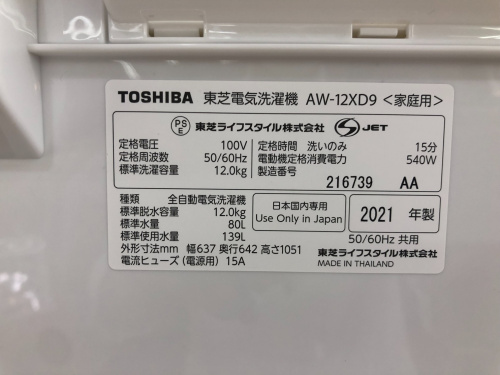 TOSHIBA 東芝電気洗濯機 AW-12XD9 <家庭用>
PS E 東芝ライフスタイル株式会社 S JET
定格電圧 100V
定格周波数 50/60Hz
標準洗濯容量 12.0kg
定格時間 洗いのみ 15分
電動機定格消費電力 540W
製造番号
216739 AA
種類 全自動電気洗濯機
標準脱水容量 12.0kg
標準水量 80L
標準使用水量 139L
外形寸法mm 幅637 奥行642 高さ1051
電流ヒューズ(電源用) 15A
日本国内専用
Use Only in Japan
2021 年製
50/60Hz 共用
東芝ライフスタイル株式会社
MADE IN THAILAND